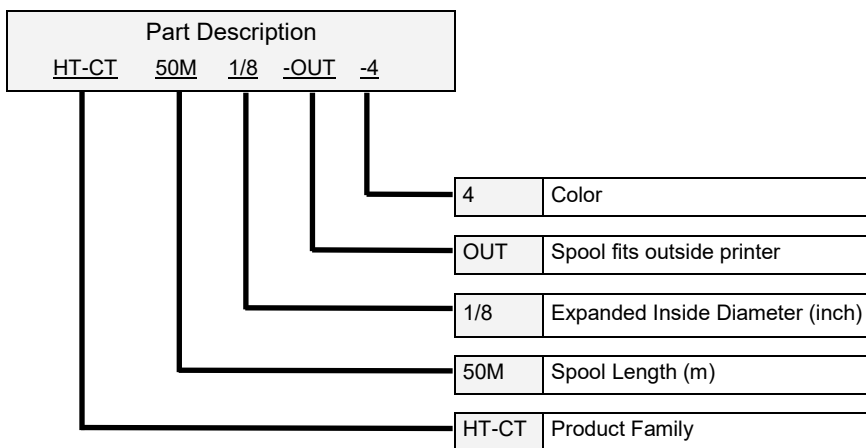 Part Description
HT-CT 50M 1/8 -OUT -4
4 Color
OUT Spool fits outside printer
1/8 Expanded Inside Diameter (inch)
50M Spool Length (m)
HT-CT Product Family